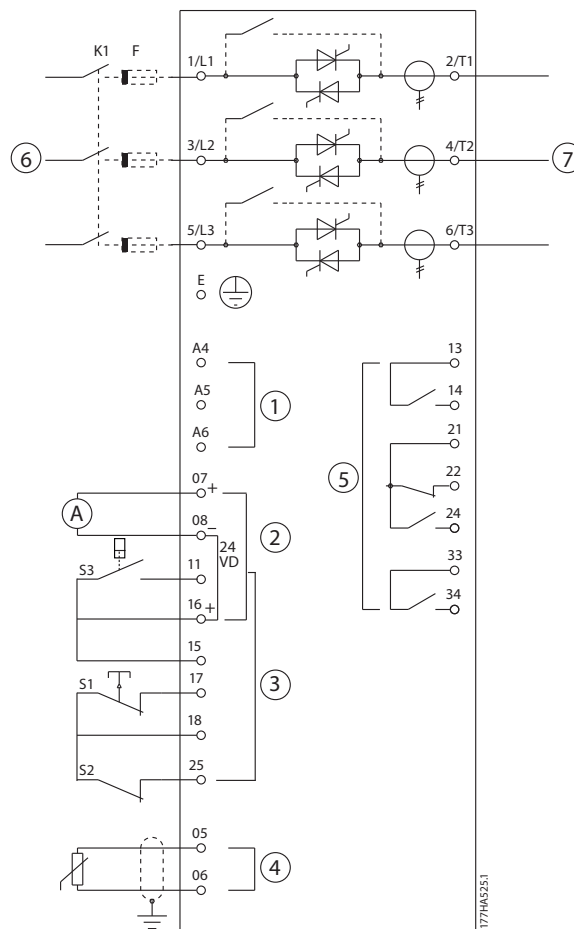 K1 F
1/L1 2/T1
3/L2 4/T2
6 7
5/L3 6/T3
E
A4
A5
A6
1
13
14
21
22
24
33
34
5
07 +
08 −
A
24
VD
2
S3 11
16 +
15
3
S1 17
18
S2 25
05
06
4
177HA525.1